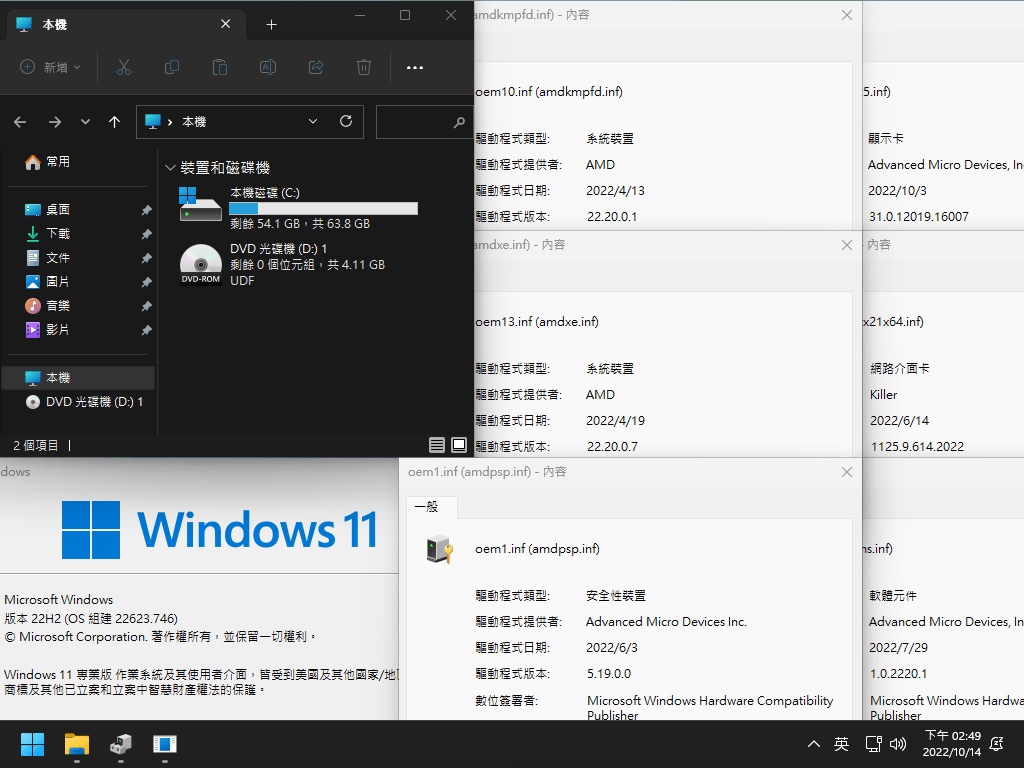 本機
新增
本機
常用
桌面
下載
文件
圖片
音樂
影片
本機
DVD 光碟機 (D:) 1
裝置和磁碟機
本機磁碟 (C:)
剩餘 54.1 GB，共 63.8 GB
DVD 光碟機 (D:) 1
剩餘 0 個位元組，共 4.11 GB
UDF
DVD-ROM
2 個項目
amdkmpfd.inf) - 內容
oem10.inf (amdkmpfd.inf)
驅動程式類型: 系統裝置
驅動程式提供者: AMD
驅動程式日期: 2022/4/13
驅動程式版本: 22.20.0.1
5.inf)
顯示卡
Advanced Micro Devices, In
2022/10/3
31.0.12019.16007
amdxe.inf) - 內容
oem13.inf (amdxe.inf)
驅動程式類型: 系統裝置
驅動程式提供者: AMD
驅動程式日期: 2022/4/19
驅動程式版本: 22.20.0.7
- 內容
x21x64.inf)
網路介面卡
Killer
2022/6/14
1125.9.614.2022
dows
Windows 11
Microsoft Windows
版本 22H2 (OS 組建 22623.746)
© Microsoft Corporation. 著作權所有，並保留一切權利。
Windows 11 專業版 作業系統及其使用者介面，皆受到美國及其他國家/地
商標及其他已立案和立案中智慧財產權法的保護。
oem1.inf (amdpsp.inf) - 內容
一般
oem1.inf (amdpsp.inf)
驅動程式類型: 安全性裝置
驅動程式提供者: Advanced Micro Devices Inc.
驅動程式日期: 2022/6/3
驅動程式版本: 5.19.0.0
數位簽署者: Microsoft Windows Hardware Compatibility
Publisher
ns.inf)
軟體元件
Advanced Micro Devices, In
2022/7/29
1.0.2220.1
Microsoft Windows Hardwa
Publisher
英
下午 02:49
2022/10/14